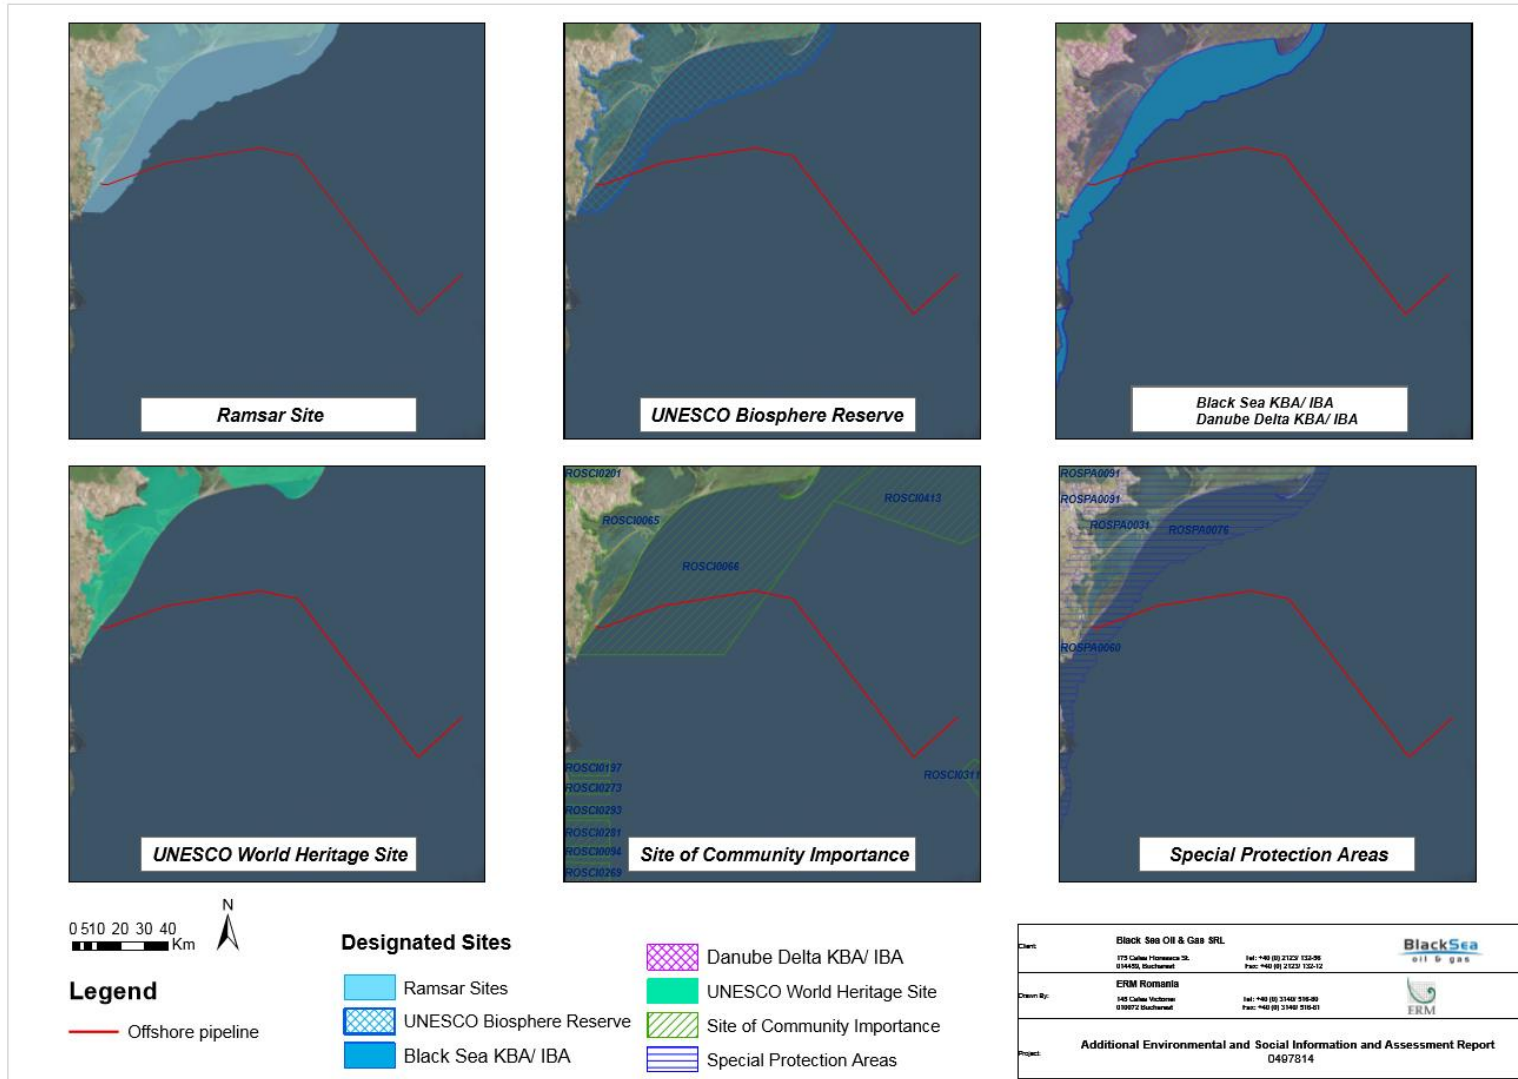 Ramsar Site
UNESCO Biosphere Reserve
Black Sea KBA/ IBA
Danube Delta KBA/ IBA
UNESCO World Heritage Site
ROSCI0201
ROSCI0413
ROSCI0065
ROSCI0066
ROSCI0311
ROSCI0197
ROSCI0273
ROSCI0293
ROSCI0281
ROSCI0094
ROSCI0269
Site of Community Importance
ROSPA0091
ROSPA0091
ROSPA0031
ROSPA0076
ROSPA0060
Special Protection Areas
0 510 20 30 40
Km
N
Legend
Offshore pipeline
Designated Sites
Ramsar Sites
UNESCO Biosphere Reserve
Black Sea KBA/ IBA
Danube Delta KBA/ IBA
UNESCO World Heritage Site
Site of Community Importance
Special Protection Areas
Client:
Black Sea Oil & Gas SRL
BlackSea
oil & gas
Drawn By:
ERM Romania
ERM
Project:
Additional Environmental and Social Information and Assessment Report
0497814